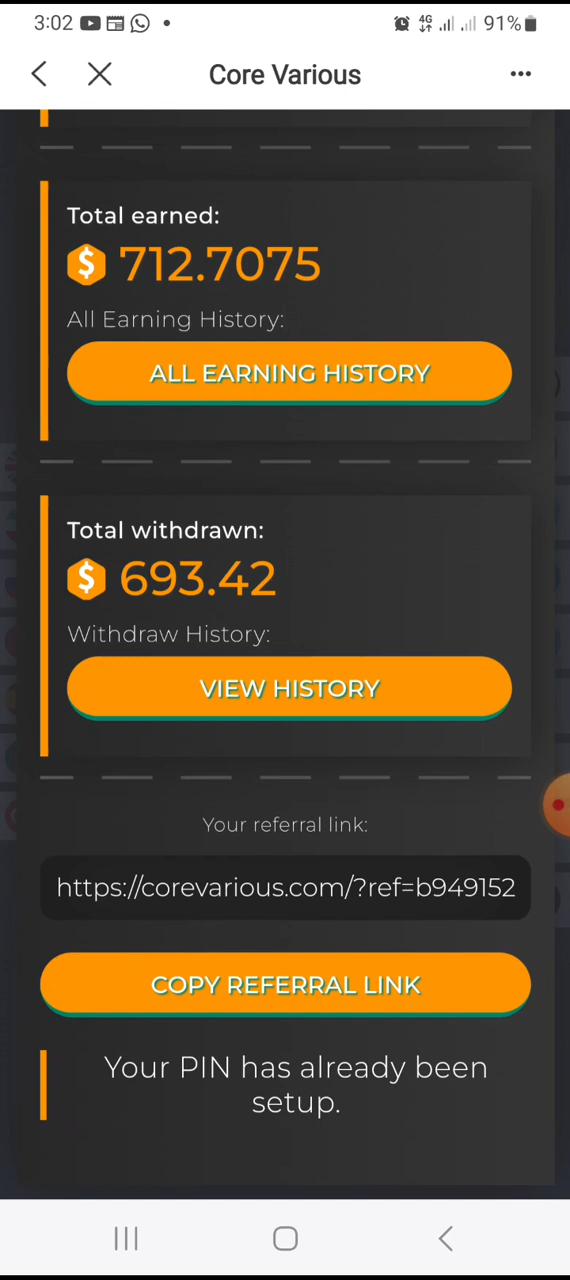 3:02
4G
91%
Core Various
Total earned:
$ 712.7075
All Earning History:
ALL EARNING HISTORY
Total withdrawn:
$ 693.42
Withdraw History:
VIEW HISTORY
Your referral link:
https://corevarious.com/?ref=b949152
COPY REFERRAL LINK
Your PIN has already been
setup.